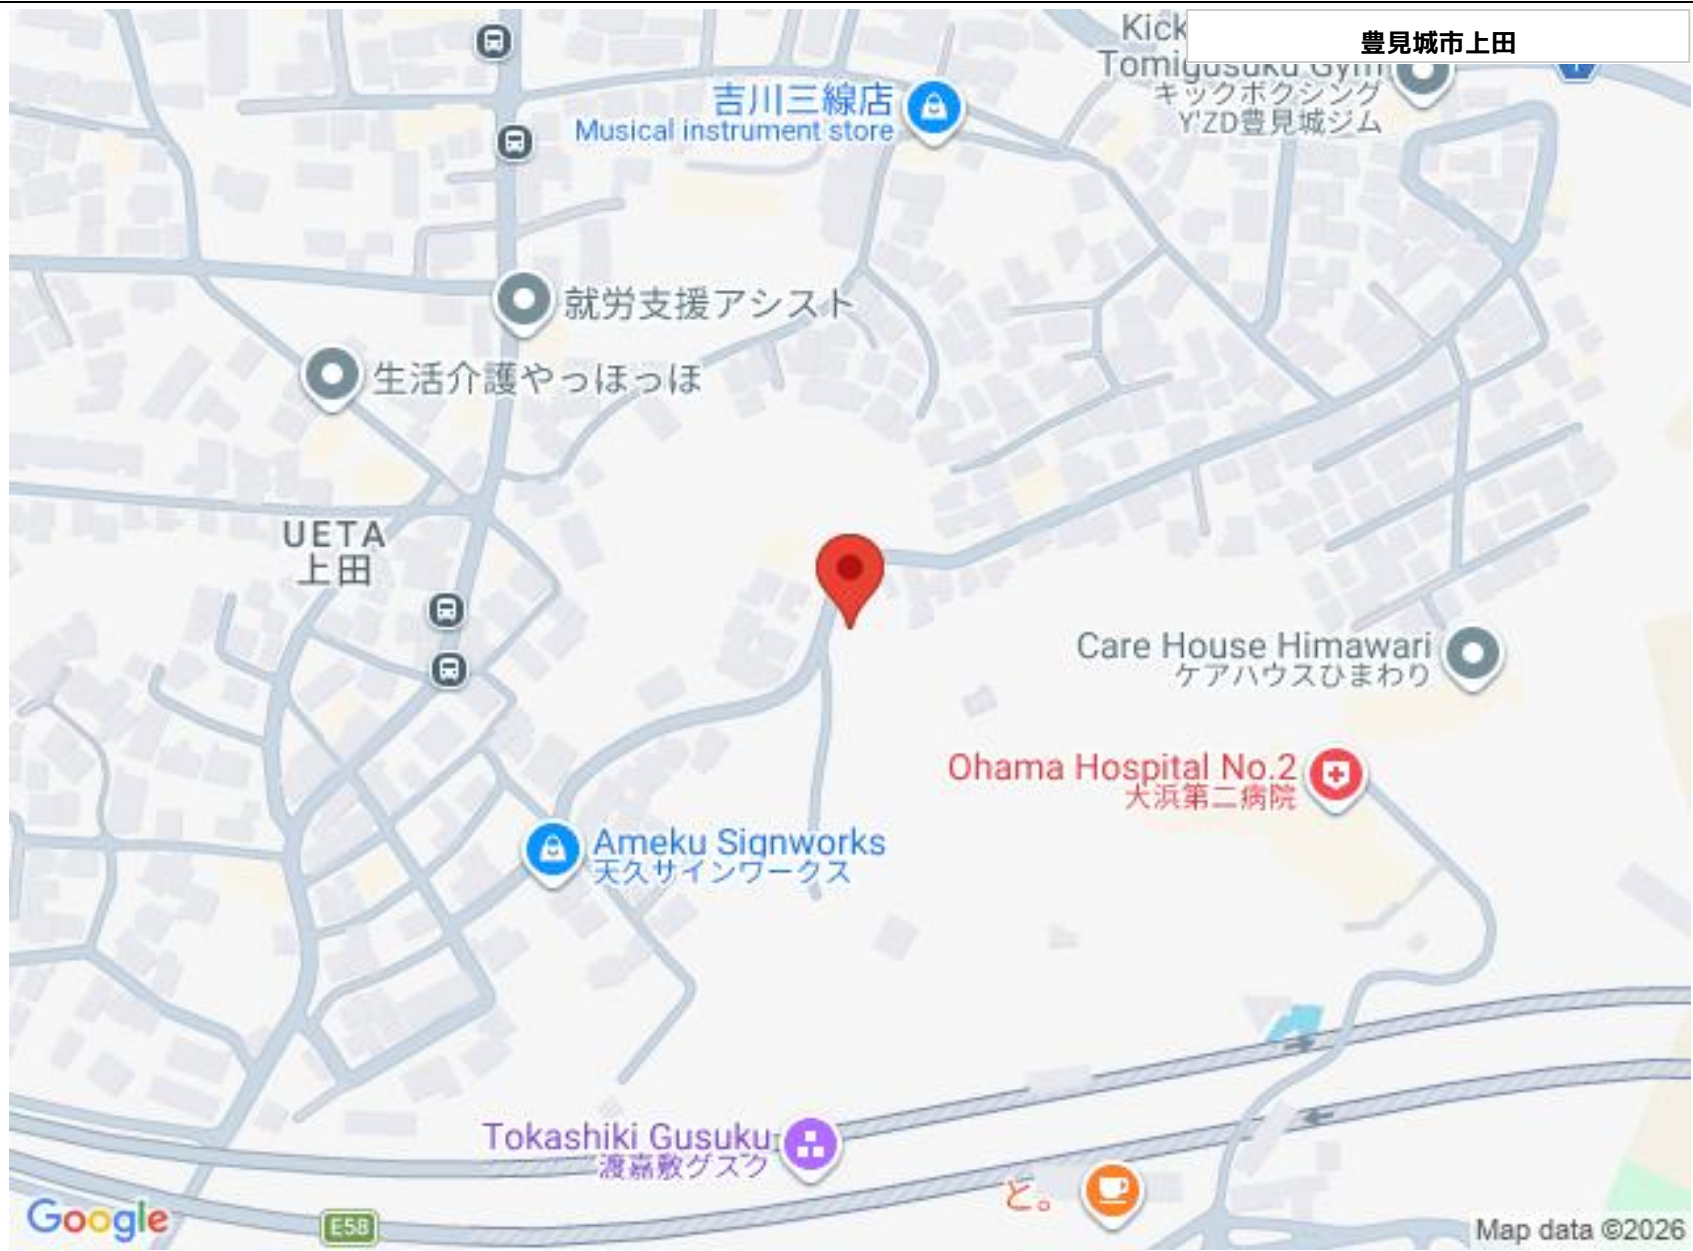 豊見城市上田
Kick
Tomigusuku Gym
キックボクシング
Y'ZD豊見城ジム
吉川三線店
Musical instrument store
就労支援アシスト
生活介護やっほっほ
UETA
上田
Care House Himawari
ケアハウスひまわり
Ohama Hospital No.2
大浜第二病院
Ameku Signworks
天久サインワークス
Tokashiki Gusuku
渡嘉敷グスク
と。
E58
Google
Map data ©2026